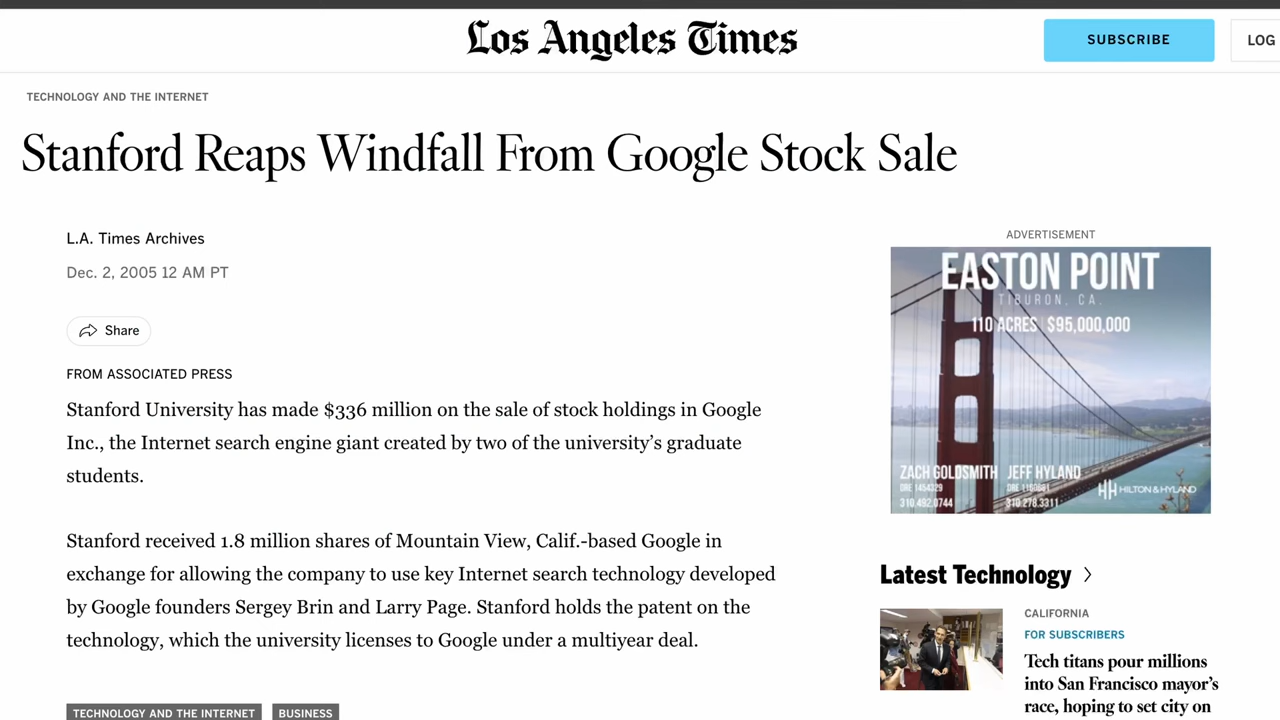 Los Angeles Times
SUBSCRIBE
LOG
TECHNOLOGY AND THE INTERNET
Stanford Reaps Windfall From Google Stock Sale
L.A. Times Archives
Dec. 2, 2005 12 AM PT
Share
FROM ASSOCIATED PRESS
Stanford University has made $336 million on the sale of stock holdings in Google
Inc., the Internet search engine giant created by two of the university’s graduate
students.
Stanford received 1.8 million shares of Mountain View, Calif.-based Google in
exchange for allowing the company to use key Internet search technology developed
by Google founders Sergey Brin and Larry Page. Stanford holds the patent on the
technology, which the university licenses to Google under a multiyear deal.
TECHNOLOGY AND THE INTERNET
BUSINESS
ADVERTISEMENT
EASTON POINT
TIBURON, CA.
110 ACRES | $95,000,000
ZACH GOLDSMITH JEFF HYLAND
310.492.0744 310.278.3311
HILTON & HYLAND
Latest Technology
CALIFORNIA
FOR SUBSCRIBERS
Tech titans pour millions
into San Francisco mayor’s
race, hoping to set city on